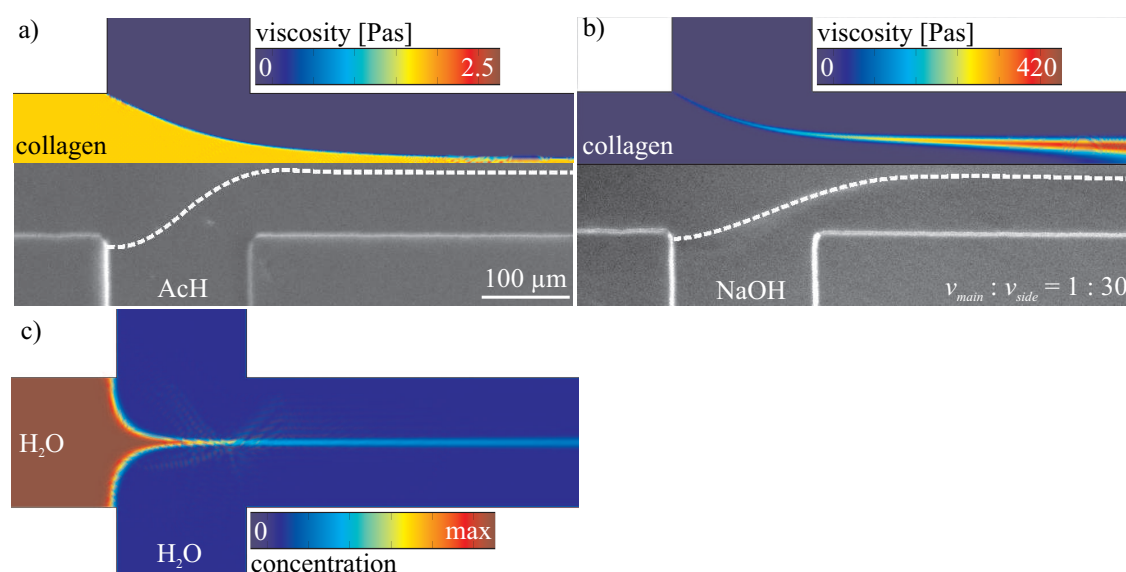 a)
viscosity [Pas]
0
2.5
collagen
AcH
100 µm
b)
viscosity [Pas]
0
420
collagen
NaOH
v_main : v_side = 1 : 30
c)
H₂O
H₂O
0
max
concentration